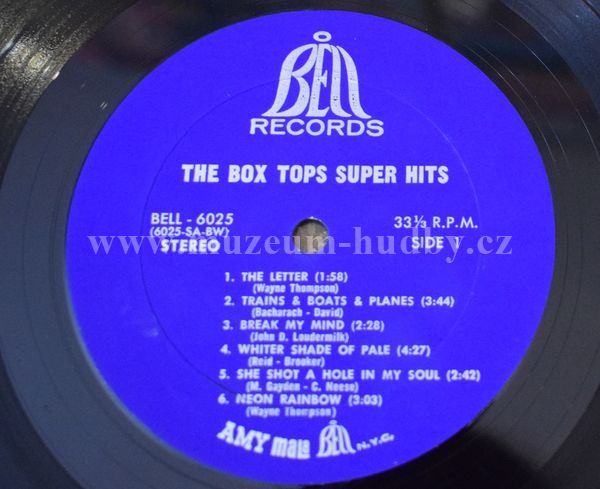 BELL
RECORDS
THE BOX TOPS SUPER HITS
BELL - 6025
33⅓ R.P.M.
(6025-SA-BW)
SIDE 1
STEREO
www.muzeum-hudby.cz
1. THE LETTER (1:58)
(Wayne Thompson)
2. TRAINS & BOATS & PLANES (3:44)
(Bacharach - David)
3. BREAK MY MIND (2:28)
(John D. Loudermilk)
4. WHITER SHADE OF PALE (4:27)
(Reid - Brooker)
5. SHE SHOT A HOLE IN MY SOUL (2:42)
(M. Gayden - C. Neese)
6. NEON RAINBOW (3:03)
(Wayne Thompson)
AMY mala BELL N.Y.C.